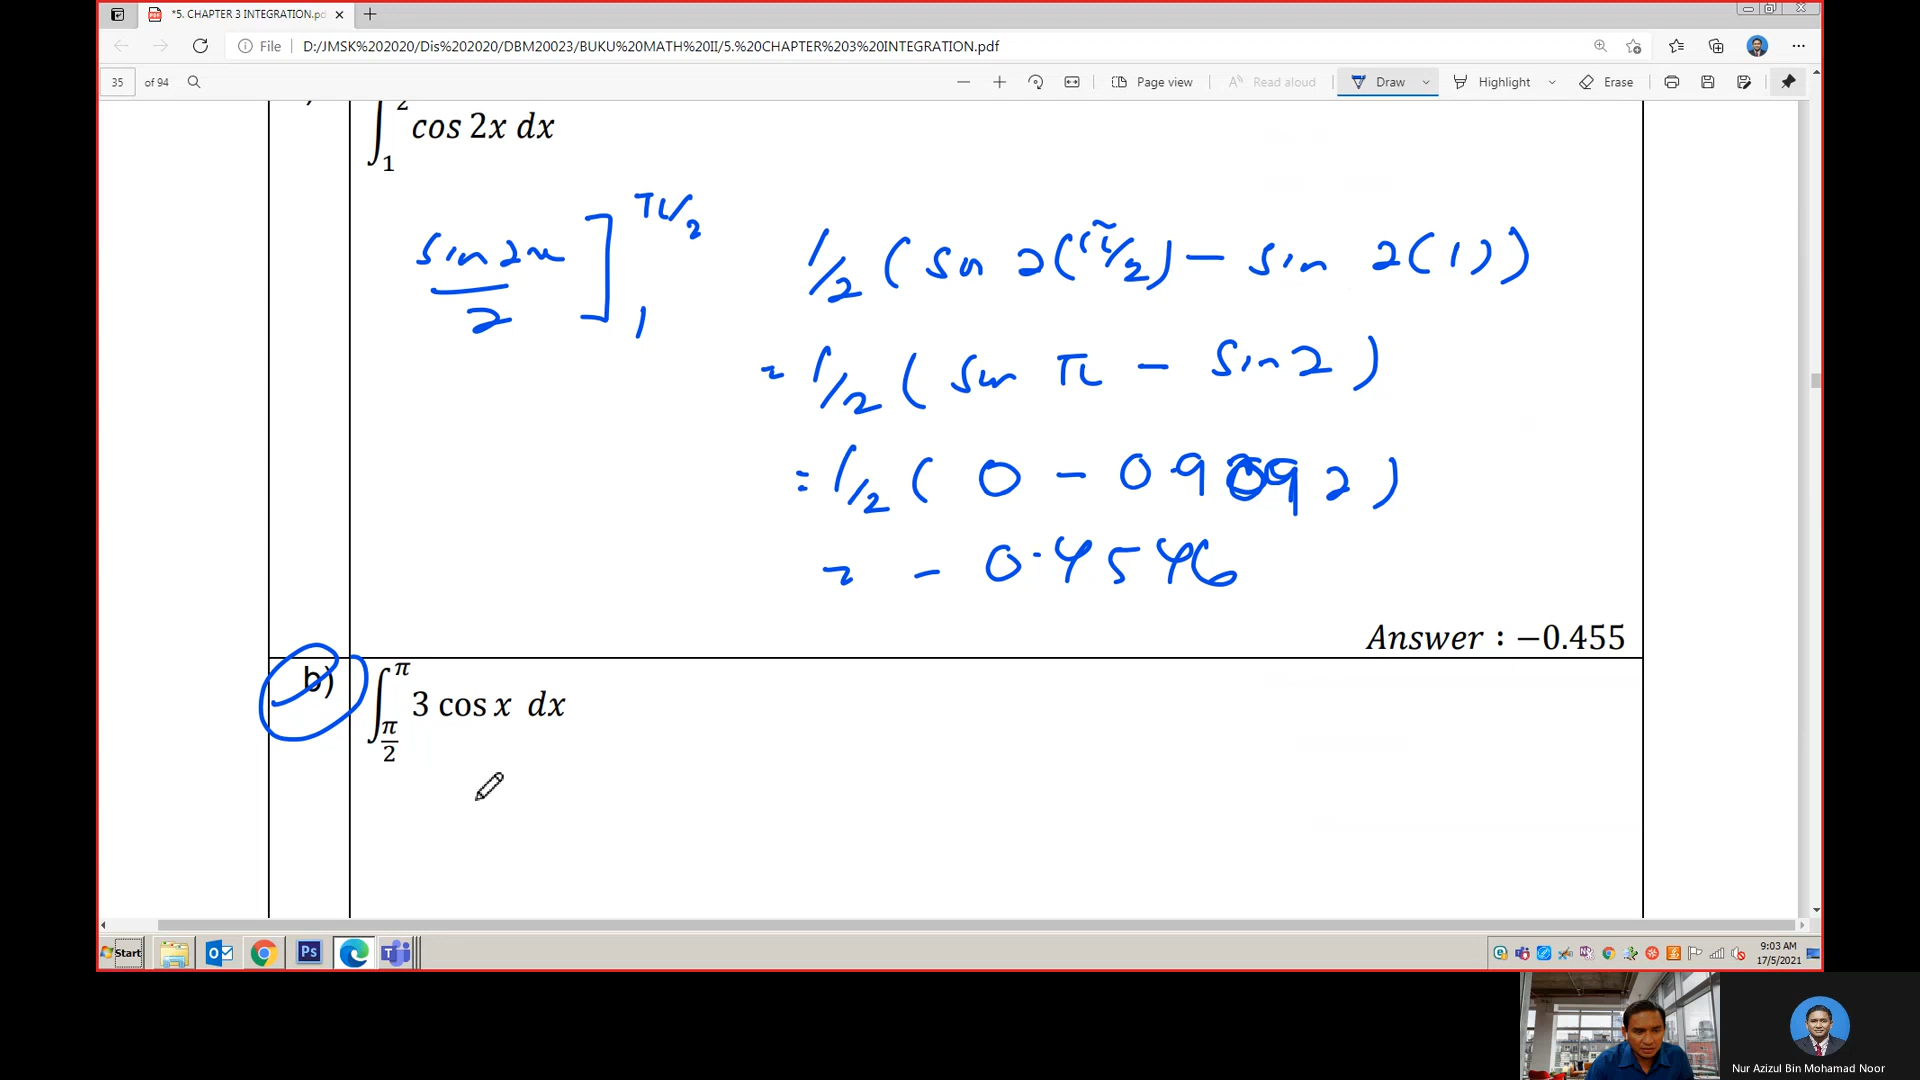 *5. CHAPTER 3 INTEGRATION.pdf
File D:/JMSK%202020/Dis%202020/DBM20023/BUKU%20MATH%20II/5.%20CHAPTER%203%20INTEGRATION.pdf
35 of 94 Page view Read aloud Draw Highlight Erase
∫₁ 2 cos 2x dx
sin 2x / 2 ]₁^π/2
1/2 (sin 2(π/2) - sin 2(1))
= 1/2 (sin π - sin 2)
= 1/2 (0 - 0.9092)
= - 0.4546
Answer : −0.455
b) ∫ π/2 π 3 cos x dx
Start Ps
9:03 AM
17/5/2021
Nur Azizul Bin Mohamad Noor